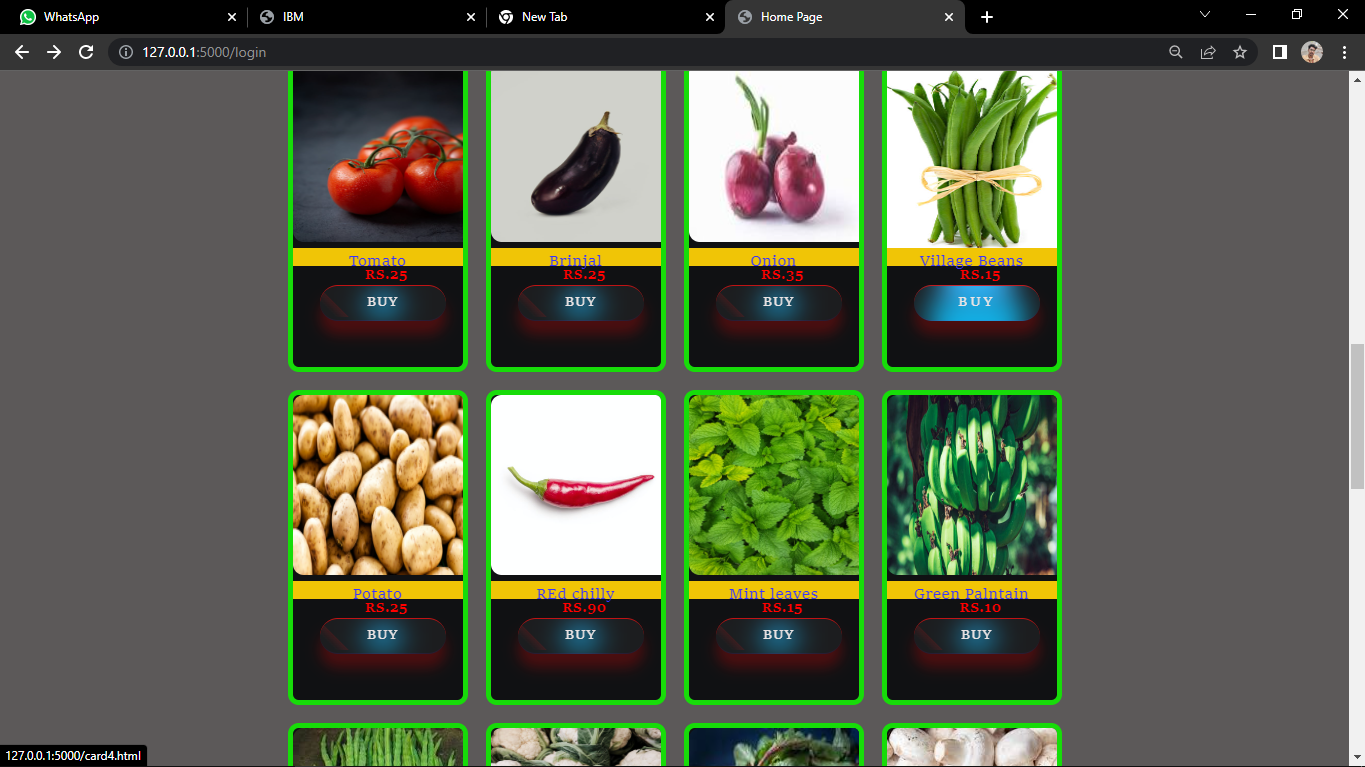 WhatsApp
IBM
New Tab
Home Page
127.0.0.1:5000/login
Tomato
RS.25
BUY
Brinjal
RS.25
BUY
Onion
RS.35
BUY
Village Beans
RS.15
BUY
Potato
RS.25
BUY
REd chilly
RS.90
BUY
Mint leaves
RS.15
BUY
Green Palntain
RS.10
BUY
127.0.0.1:5000/card4.html